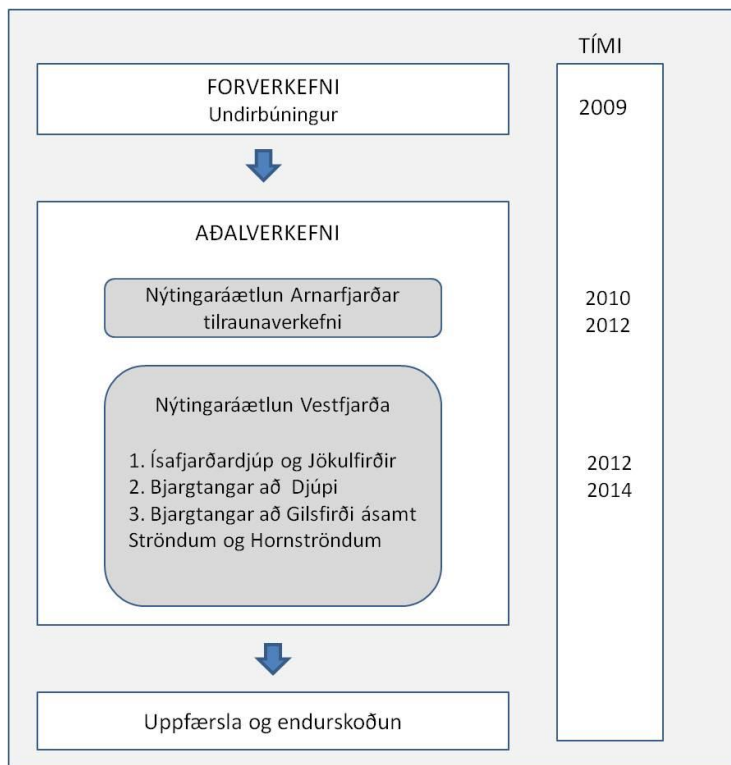 TÍMI
FORVERKEFNI
Undirbúningur
2009
AÐALVERKEFNI
Nýtingaráætlun Arnarfjarðar
tilraunaverkefni
2010
2012
Nýtingaráætlun Vestfjarða
1. Ísafjarðardjúp og Jökulfirðir
2. Bjargtangar að Djúpi
3. Bjargtangar að Gilsfirði ásamt
Ströndum og Hornströndum
2012
2014
Uppfærsla og endurskoðun